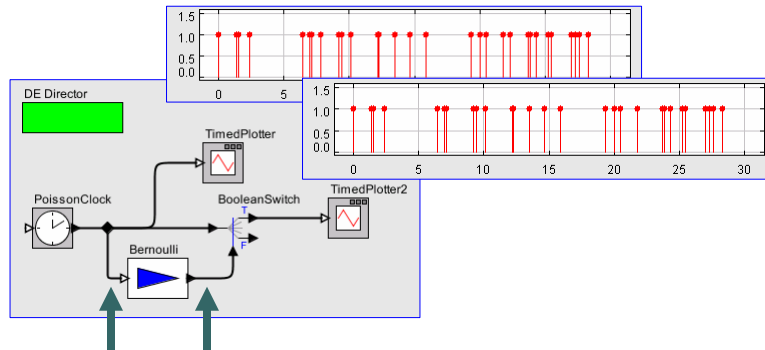 1.5
1.0
0.5
0.0
0 5
1.5
1.0
0.5
0.0
0 5 10 15 20 25 30
DE Director
TimedPlotter
PoissonClock
BooleanSwitch
TimedPlotter2
T
F
Bernoulli